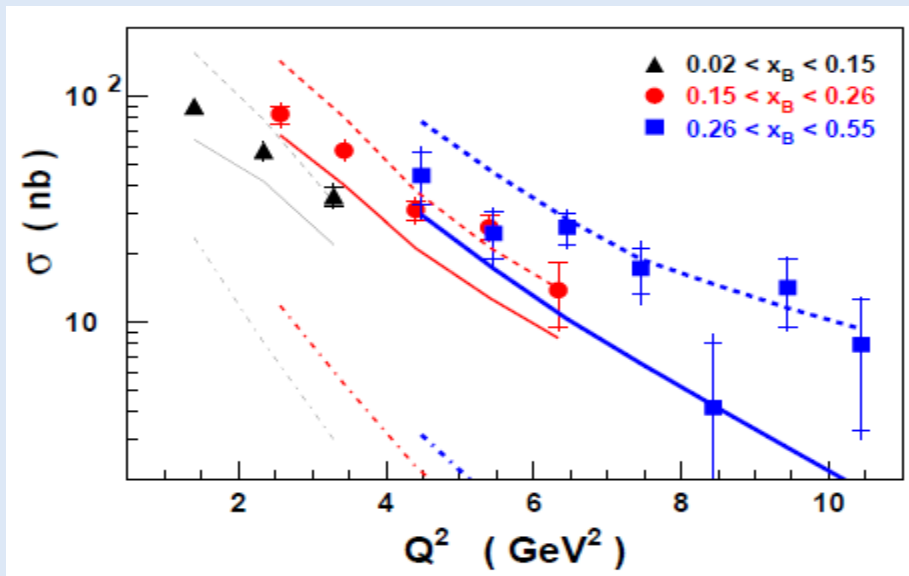 0.02 < x_B < 0.15
0.15 < x_B < 0.26
0.26 < x_B < 0.55
10^2
10
σ ( nb )
2 4 6 8 10
Q^2 ( GeV^2 )